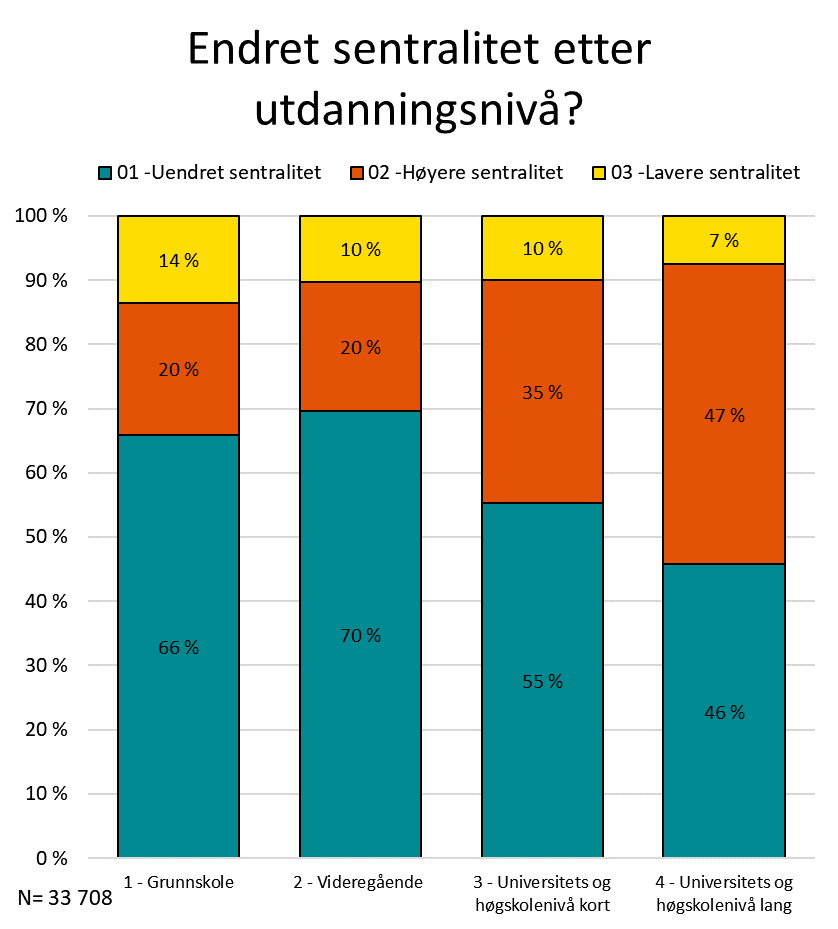 Endret sentralitet etter
utdanningsnivå?
01 -Uendret sentralitet
02 -Høyere sentralitet
03 -Lavere sentralitet
100 %
90 %
80 %
70 %
60 %
50 %
40 %
30 %
20 %
10 %
0 %
14 %
20 %
66 %
10 %
20 %
70 %
10 %
35 %
55 %
7 %
47 %
46 %
1 - Grunnskole
2 - Videregående
3 - Universitets og
høgskolenivå kort
4 - Universitets og
høgskolenivå lang
N= 33 708